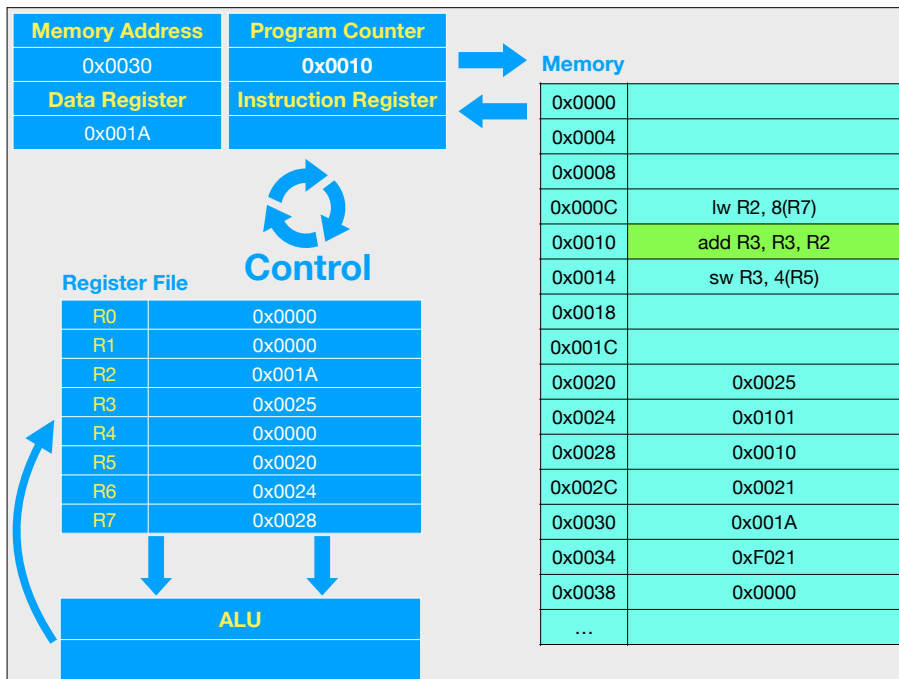 Memory Address Program Counter
0x0030 0x0010
Data Register Instruction Register
0x001A
Control
Register File
R0 0x0000
R1 0x0000
R2 0x001A
R3 0x0025
R4 0x0000
R5 0x0020
R6 0x0024
R7 0x0028
ALU
Memory
0x0000
0x0004
0x0008
0x000C lw R2, 8(R7)
0x0010 add R3, R3, R2
0x0014 sw R3, 4(R5)
0x0018
0x001C
0x0020 0x0025
0x0024 0x0101
0x0028 0x0010
0x002C 0x0021
0x0030 0x001A
0x0034 0xF021
0x0038 0x0000
…